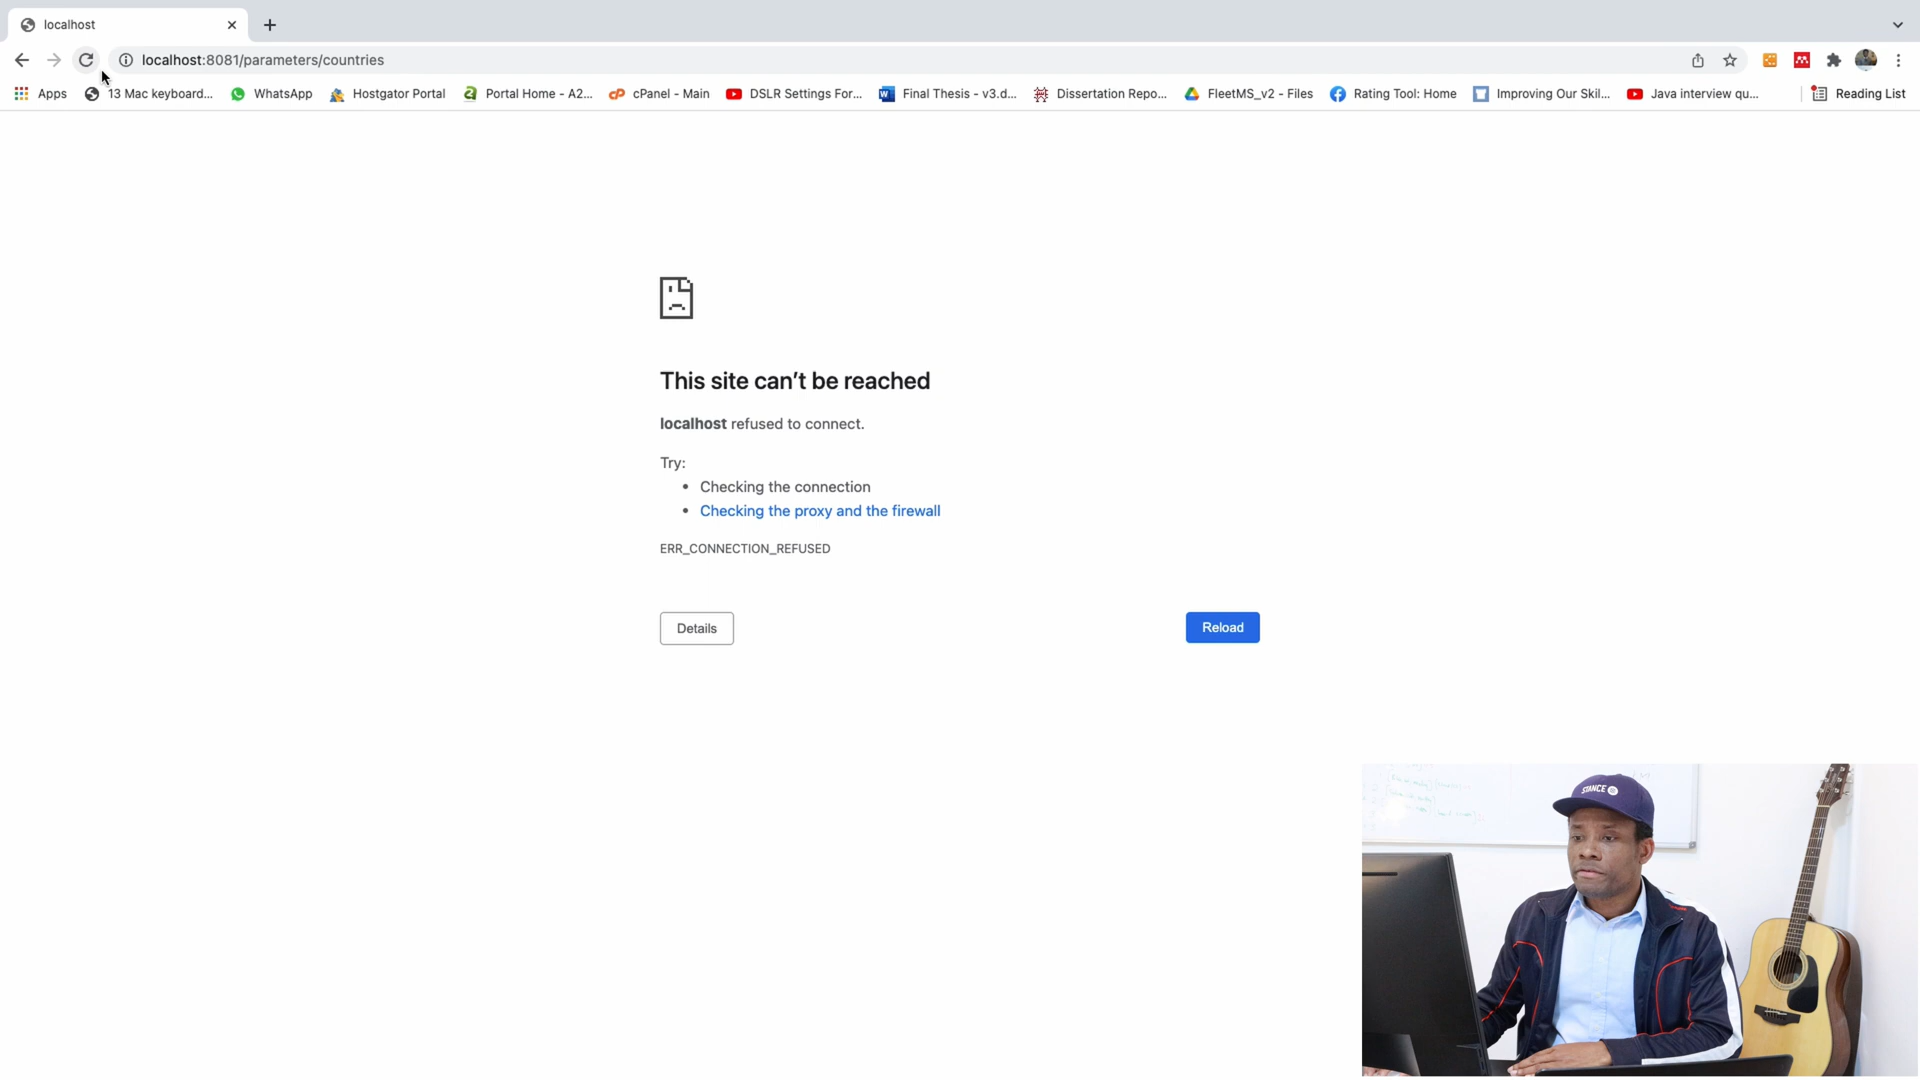 localhost
localhost:8081/parameters/countries
Apps 13 Mac keyboard... WhatsApp Hostgator Portal Portal Home - A2... cPanel - Main DSLR Settings For... Final Thesis - v3.d... Dissertation Repo... FleetMS_v2 - Files Rating Tool: Home Improving Our Skil... Java interview qu... Reading List
This site can't be reached
localhost refused to connect.
Try:
• Checking the connection
• Checking the proxy and the firewall
ERR_CONNECTION_REFUSED
Details Reload
STANCE